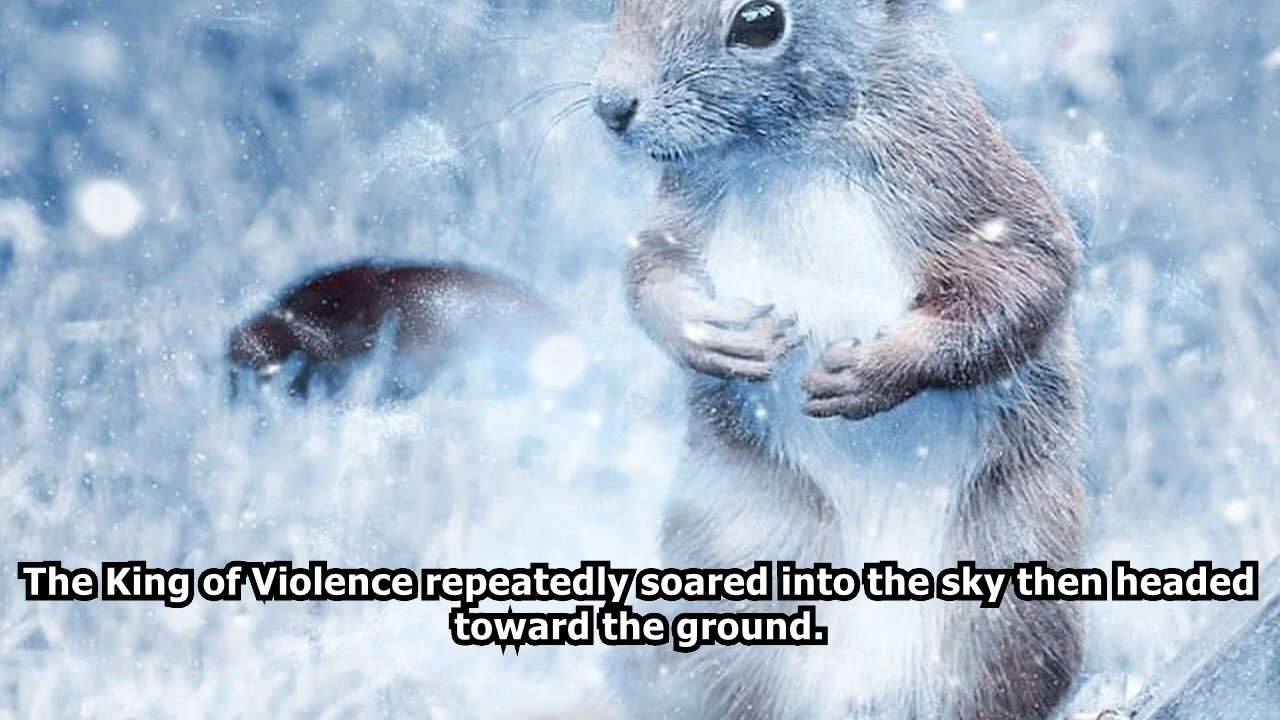 The King of Violence repeatedly soared into the sky then headed
toward the ground.